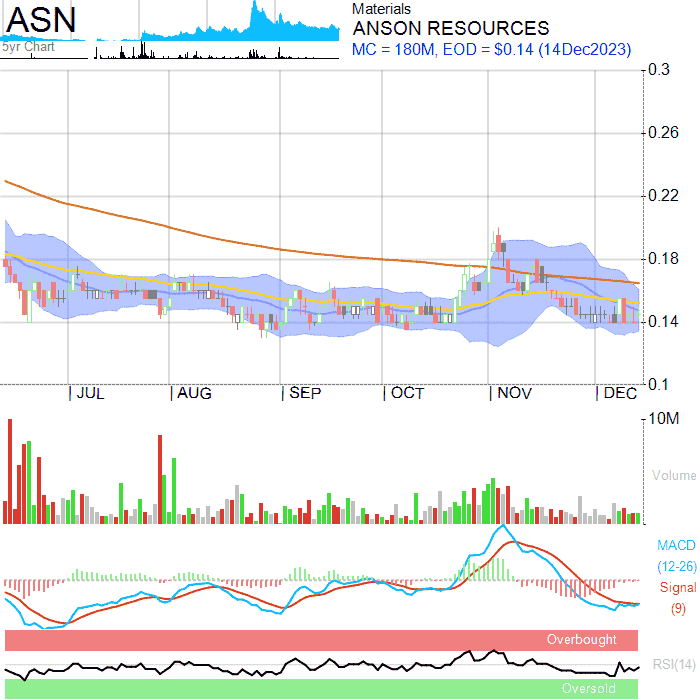 ASN
5yr Chart
Materials
ANSON RESOURCES
MC = 180M, EOD = $0.14 (14Dec2023)
0.3
0.26
0.22
0.18
0.14
0.1
JUL AUG SEP OCT NOV DEC
10M
Volume
MACD
(12-26)
Signal
(9)
Overbought
RSI(14)
Oversold